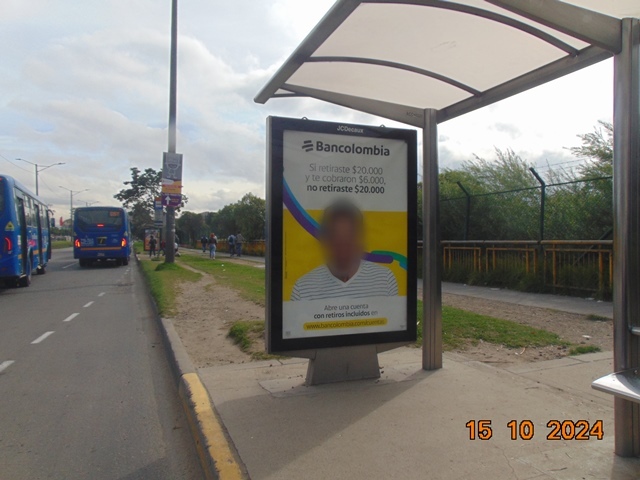 JCDecaux
Bancolombia
Si retiraste $20.000
y te cobraron $6.000,
no retiraste $20.000
Abre una cuenta
con retiros incluidos en
15 10 2024